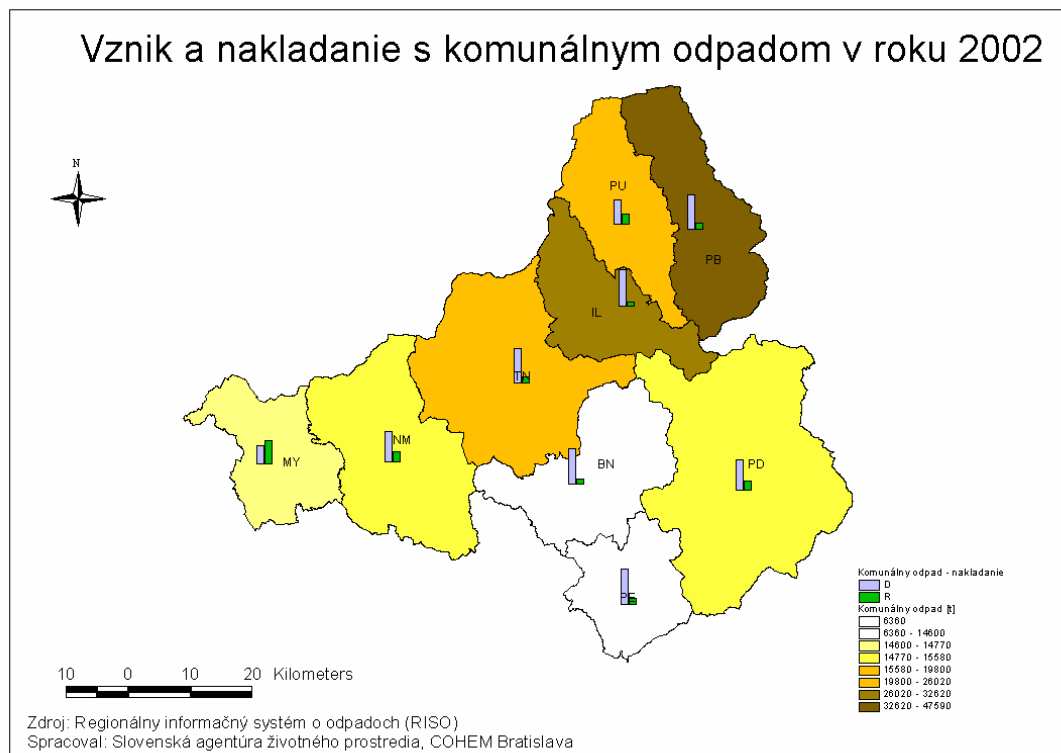 Vznik a nakladanie s komunálnym odpadom v roku 2002
N
PU
PB
IL
TN
NM
MY
BN
PD
PE
Komunálny odpad - nakladanie
D
R
Komunálny odpad [t]
6360
6360 - 14600
14600 - 14770
14770 - 15580
15580 - 19800
19800 - 26020
26020 - 32620
32620 - 47590
10 0 10 20 Kilometers
Zdroj: Regionálny informačný systém o odpadoch (RISO)
Spracoval: Slovenská agentúra životného prostredia, COHEM Bratislava